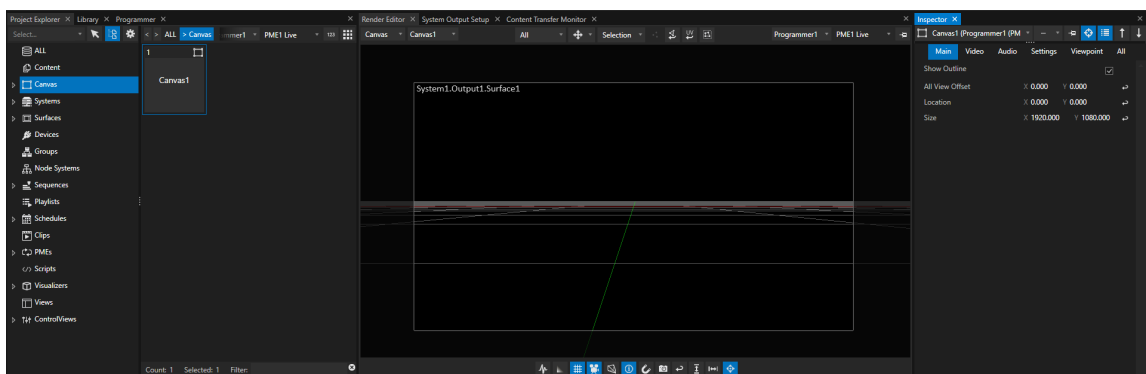 Project Explorer × Library × Programmer × ×
Select...
< > ALL > Canvas mmer1 PME1 Live 123
ALL
Content
Canvas
Systems
Surfaces
Devices
Groups
Node Systems
Sequences
Playlists
Schedules
Clips
PMEs
Scripts
Visualizers
Views
ControlViews
1
Canvas1
Count: 1 Selected: 1 Filter:
Render Editor × System Output Setup × Content Transfer Monitor × ×
Canvas Canvas1 All Selection UV Programmer1 PME1 Live
System1.Output1.Surface1
Inspector × ×
Canvas1 (Programmer1 (PM --
Main Video Audio Settings Viewpoint All
Show Outline
All View Offset X 0.000 Y 0.000
Location X 0.000 Y 0.000
Size X 1920.000 Y 1080.000